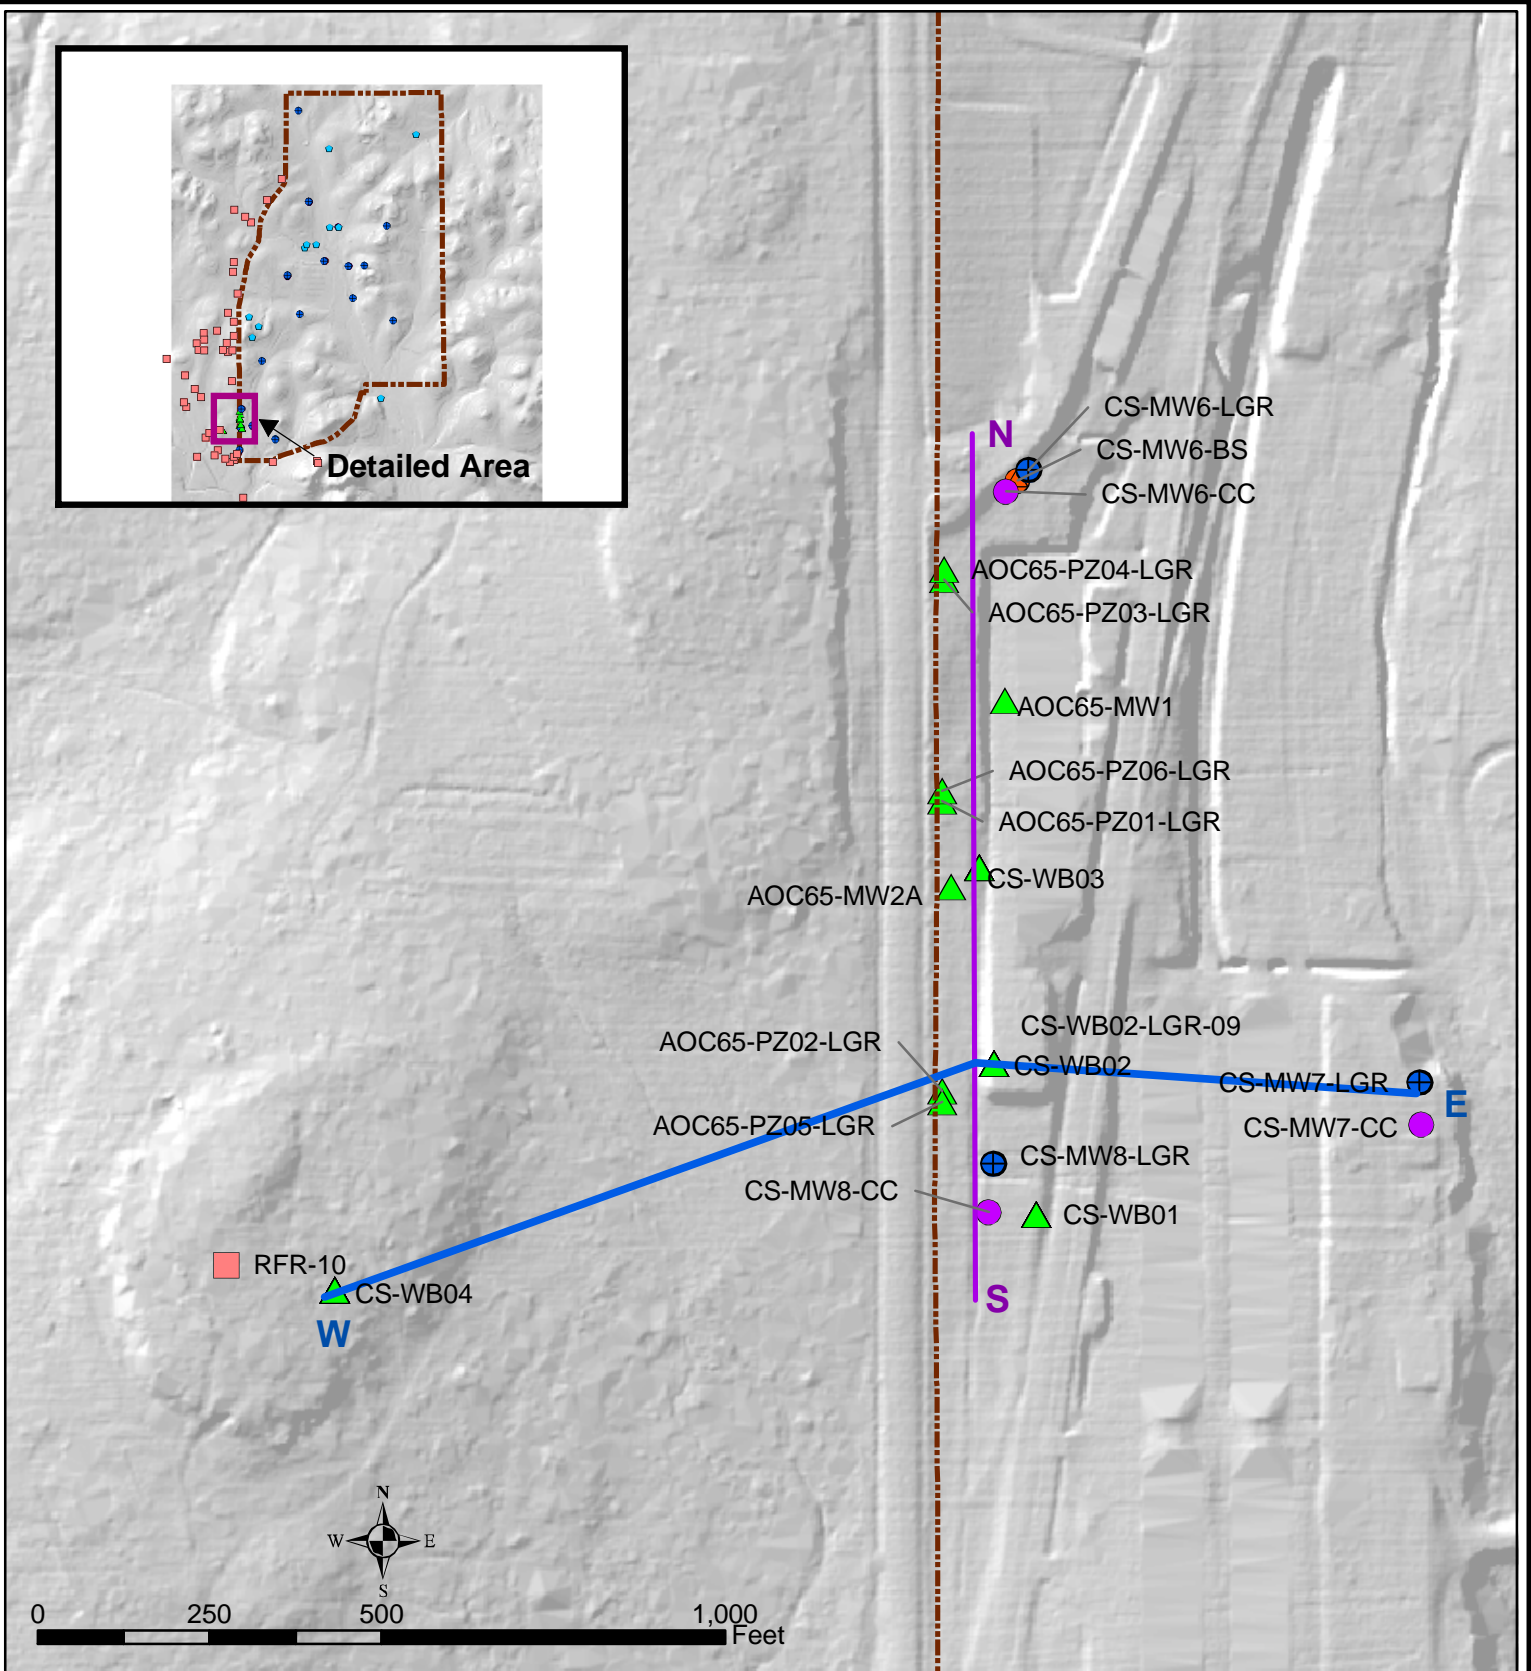 Detailed Area
CS-MW6-LGR
N
CS-MW6-BS
CS-MW6-CC
AOC65-PZ04-LGR
AOC65-PZ03-LGR
AOC65-MW1
AOC65-PZ06-LGR
AOC65-PZ01-LGR
CS-WB03
AOC65-MW2A
CS-WB02-LGR-09
AOC65-PZ02-LGR
CS-WB02
CS-MW7-LGR
E
AOC65-PZ05-LGR
CS-MW7-CC
CS-MW8-LGR
CS-MW8-CC
CS-WB01
RFR-10
CS-WB04
S
W
N
W E
S
0 250 500 1,000
Feet